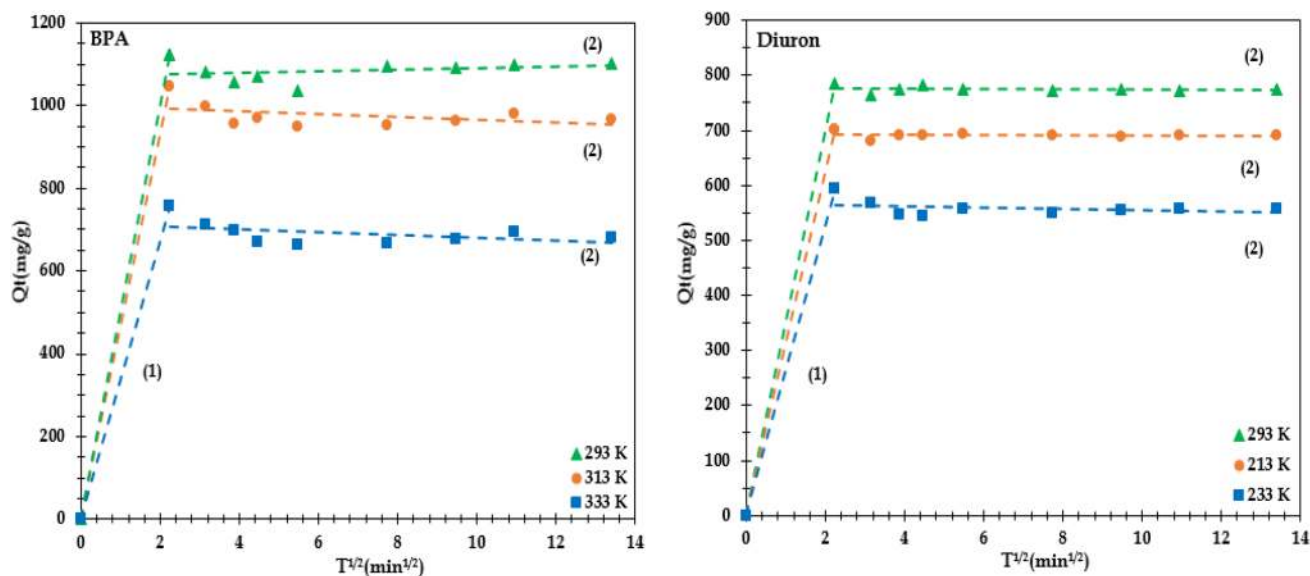 BPA
Qt(mg/g)
1200
1000
800
600
400
200
0
(2)
(2)
(2)
(1)
293 K
313 K
333 K
0 2 4 6 8 10 12 14
T1/2(min1/2)
Diuron
Qt(mg/g)
900
800
700
600
500
400
300
200
100
0
(2)
(2)
(2)
(1)
293 K
213 K
233 K
0 2 4 6 8 10 12 14
T1/2(min1/2)